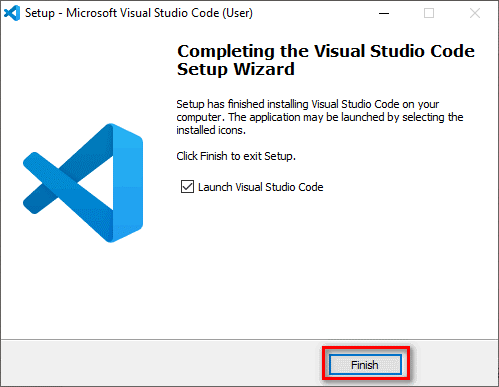 Setup - Microsoft Visual Studio Code (User)
Completing the Visual Studio Code
Setup Wizard
Setup has finished installing Visual Studio Code on your
computer. The application may be launched by selecting the
installed icons.
Click Finish to exit Setup.
Launch Visual Studio Code
Finish